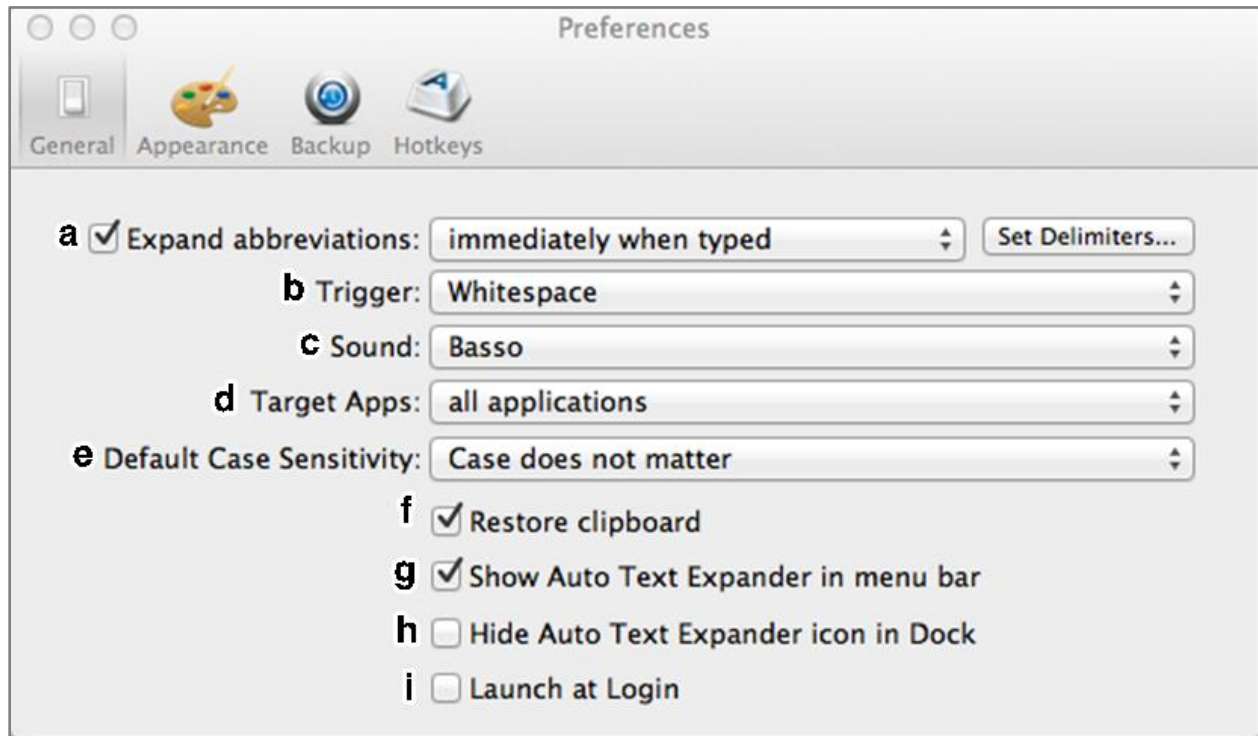 Preferences
General Appearance Backup Hotkeys
a Expand abbreviations: immediately when typed Set Delimiters...
b Trigger: Whitespace
c Sound: Basso
d Target Apps: all applications
e Default Case Sensitivity: Case does not matter
f Restore clipboard
g Show Auto Text Expander in menu bar
h Hide Auto Text Expander icon in Dock
i Launch at Login